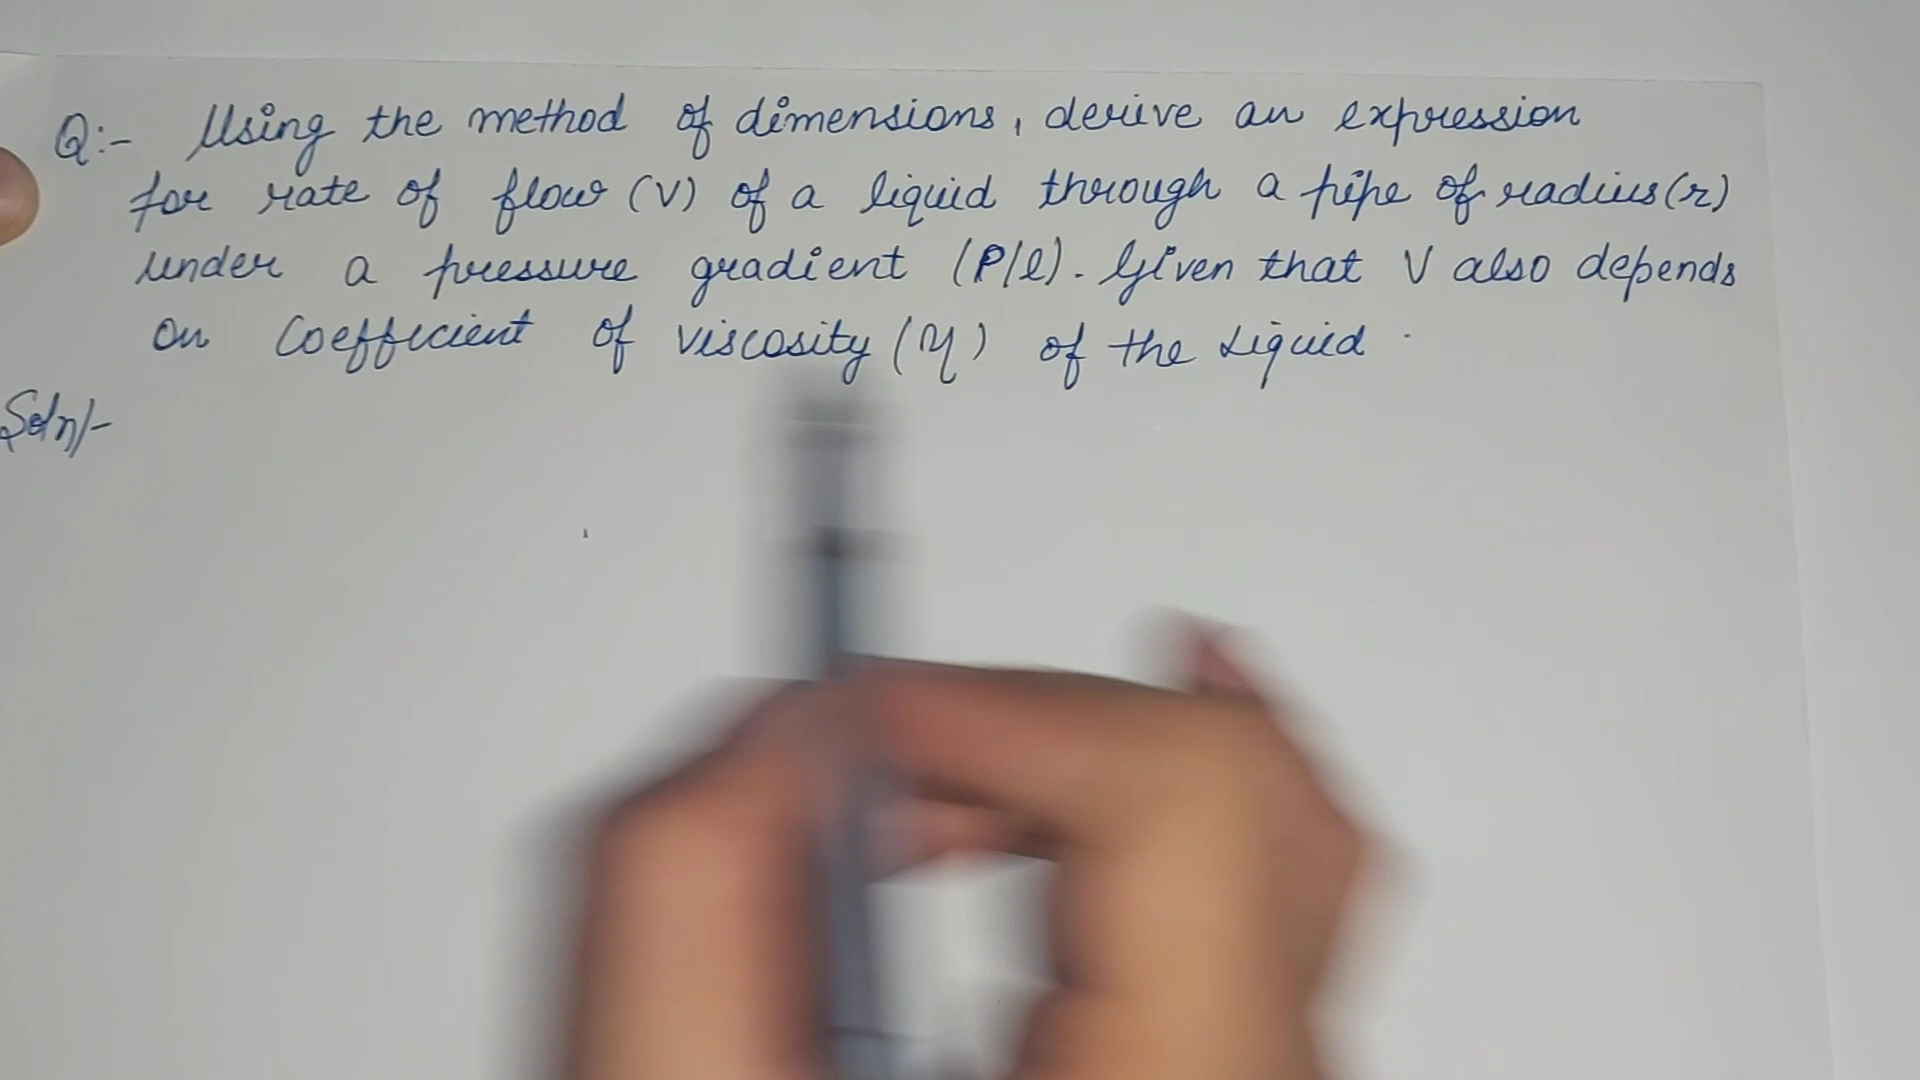 Q:- Using the method of dimensions, derive an expression
for rate of flow (V) of a liquid through a pipe of radius(r)
under a pressure gradient (P/l). Given that V also depends
on Coefficient of viscosity (η) of the Liquid.
Soln/-